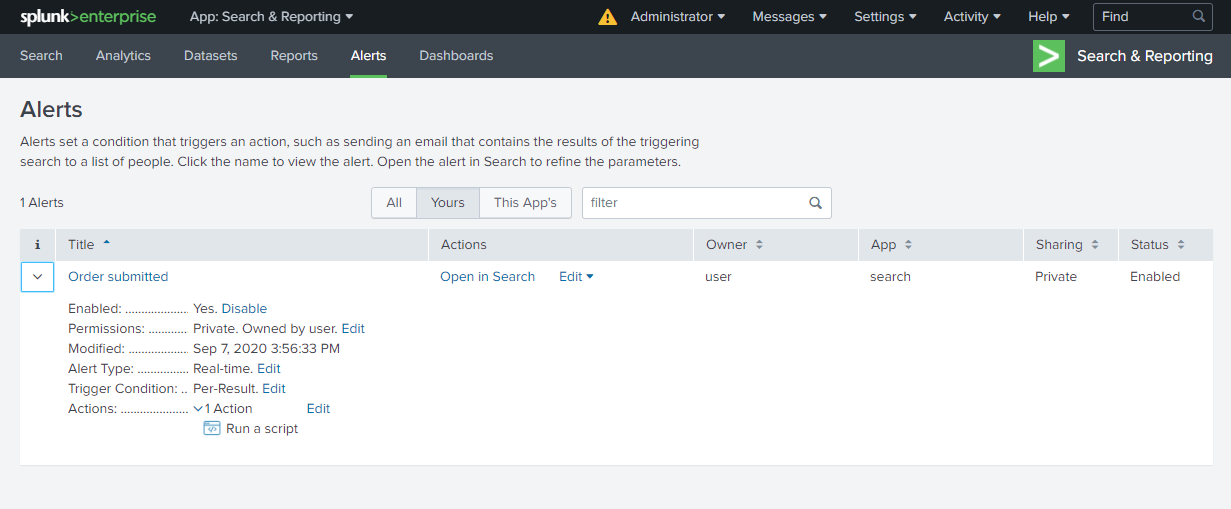 splunk>enterprise App: Search & Reporting Administrator Messages Settings Activity Help Find
Search Analytics Datasets Reports Alerts Dashboards Search & Reporting
Alerts
Alerts set a condition that triggers an action, such as sending an email that contains the results of the triggering
search to a list of people. Click the name to view the alert. Open the alert in Search to refine the parameters.
1 Alerts All Yours This App's filter
i Title Actions Owner App Sharing Status
Order submitted Open in Search Edit user search Private Enabled
Enabled: ................... Yes. Disable
Permissions: ............ Private. Owned by user. Edit
Modified: .................. Sep 7, 2020 3:56:33 PM
Alert Type: ............... Real-time. Edit
Trigger Condition: .. Per-Result. Edit
Actions: .................... 1 Action Edit
Run a script